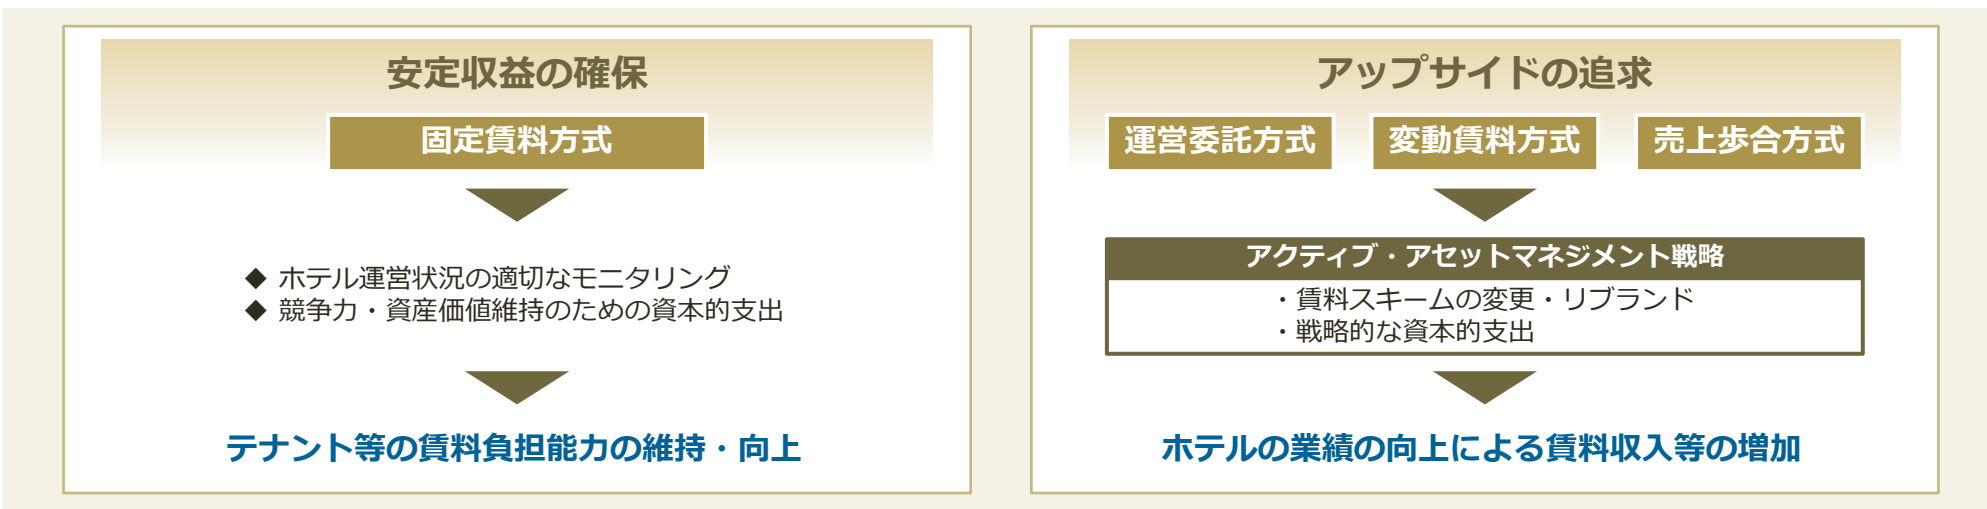 安定収益の確保
固定賃料方式
◆ ホテル運営状況の適切なモニタリング
◆ 競争力・資産価値維持のための資本的支出
テナント等の賃料負担能力の維持・向上
アップサイドの追求
運営委託方式
変動賃料方式
売上歩合方式
アクティブ・アセットマネジメント戦略
・賃料スキームの変更・リブランド
・戦略的な資本的支出
ホテルの業績の向上による賃料収入等の増加